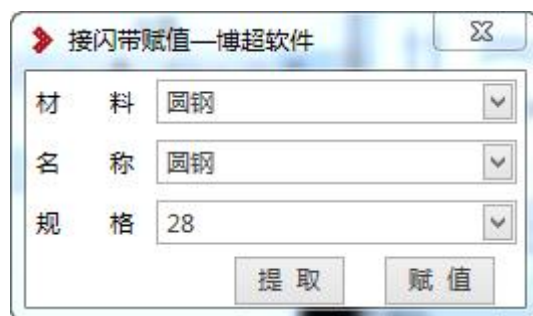 接闪带赋值—博超软件
材 料 圆钢
名 称 圆钢
规 格 28
提 取 赋 值